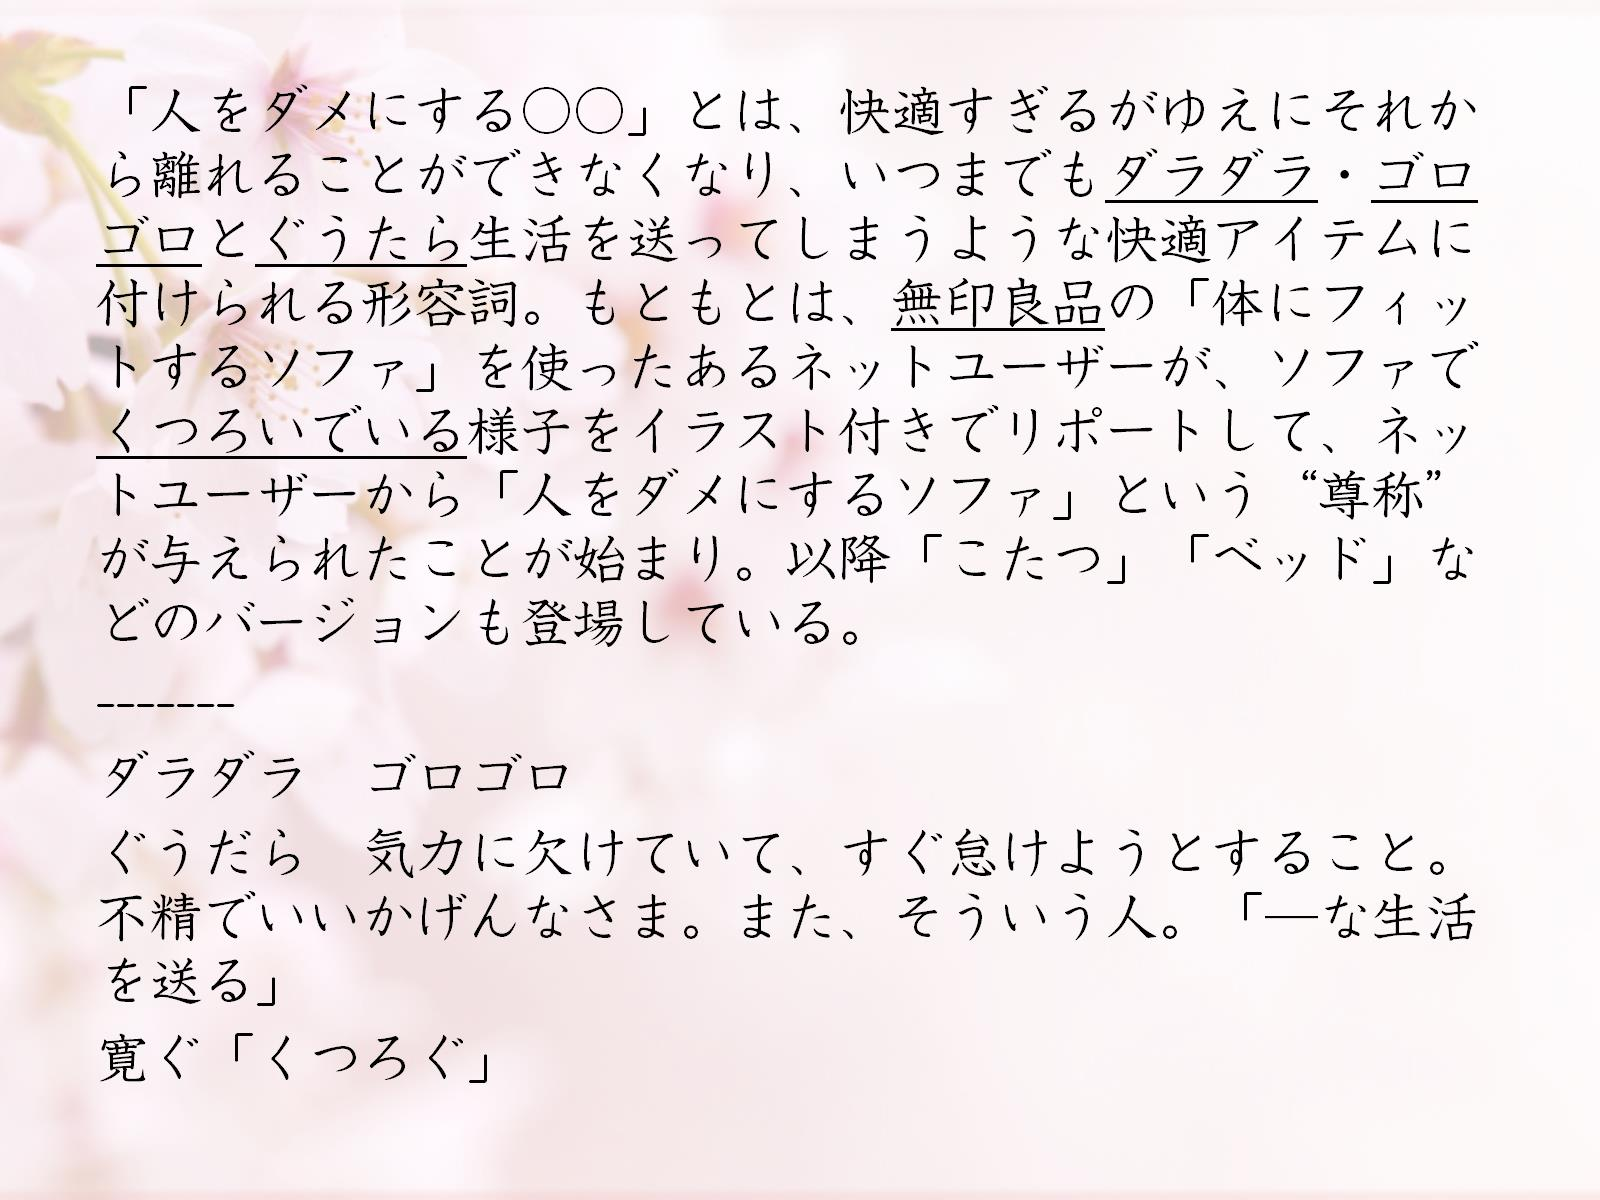 「人をダメにする○○」とは、快適すぎるがゆえにそれか
ら離れることができなくなり、いつまでもダラダラ・ゴロ
ゴロとぐうたら生活を送ってしまうような快適アイテムに
付けられる形容詞。もともとは、無印良品の「体にフィッ
トするソファ」を使ったあるネットユーザーが、ソファで
くつろいでいる様子をイラスト付きでリポートして、ネッ
トユーザーから「人をダメにするソファ」という “尊称”
が与えられたことが始まり。以降「こたつ」「ベッド」な
どのバージョンも登場している。
-------
ダラダラ　ゴロゴロ
ぐうだら　気力に欠けていて、すぐ怠けようとすること。
不精でいいかげんなさま。また、そういう人。「―な生活
を送る」
寛ぐ「くつろぐ」